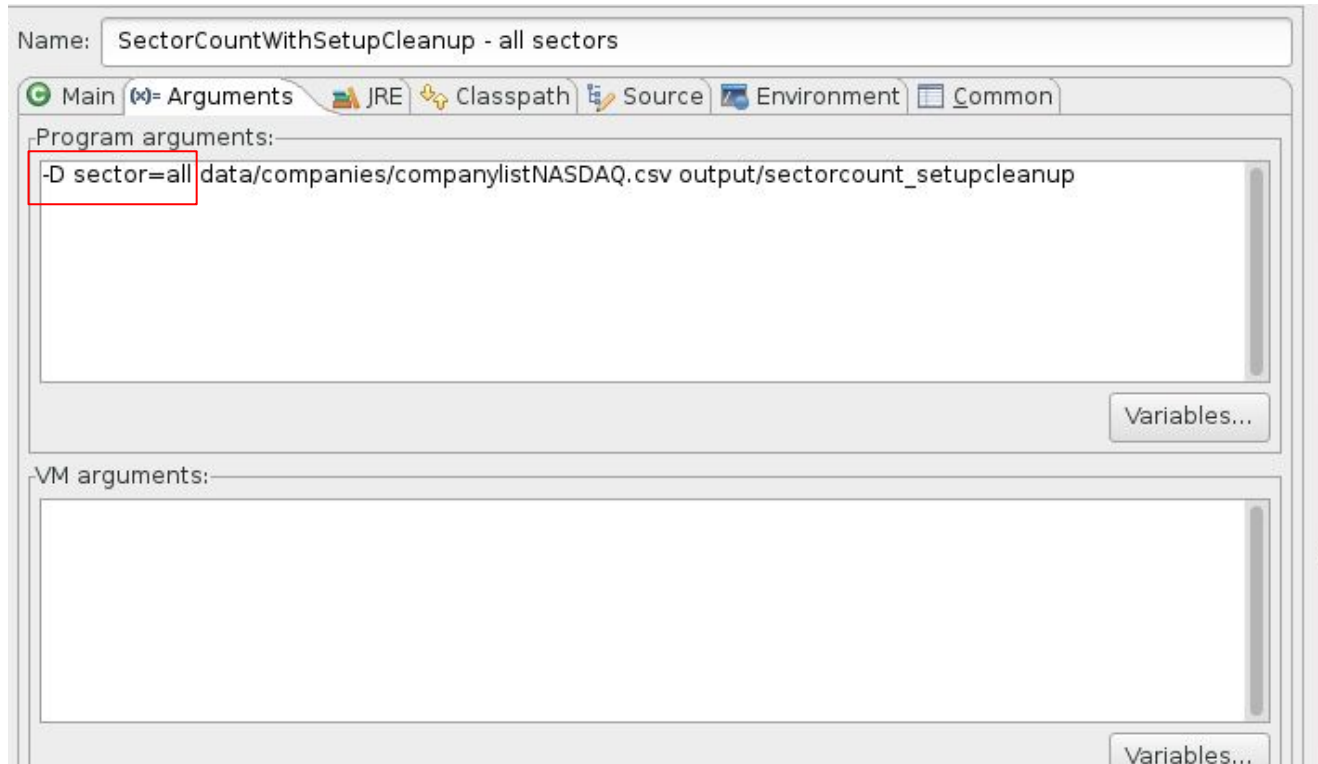 Name: SectorCountWithSetupCleanup - all sectors
Main (x)= Arguments JRE Classpath Source Environment Common
Program arguments:
-D sector=all data/companies/companylistNASDAQ.csv output/sectorcount_setupcleanup
Variables...
VM arguments:
Variables...